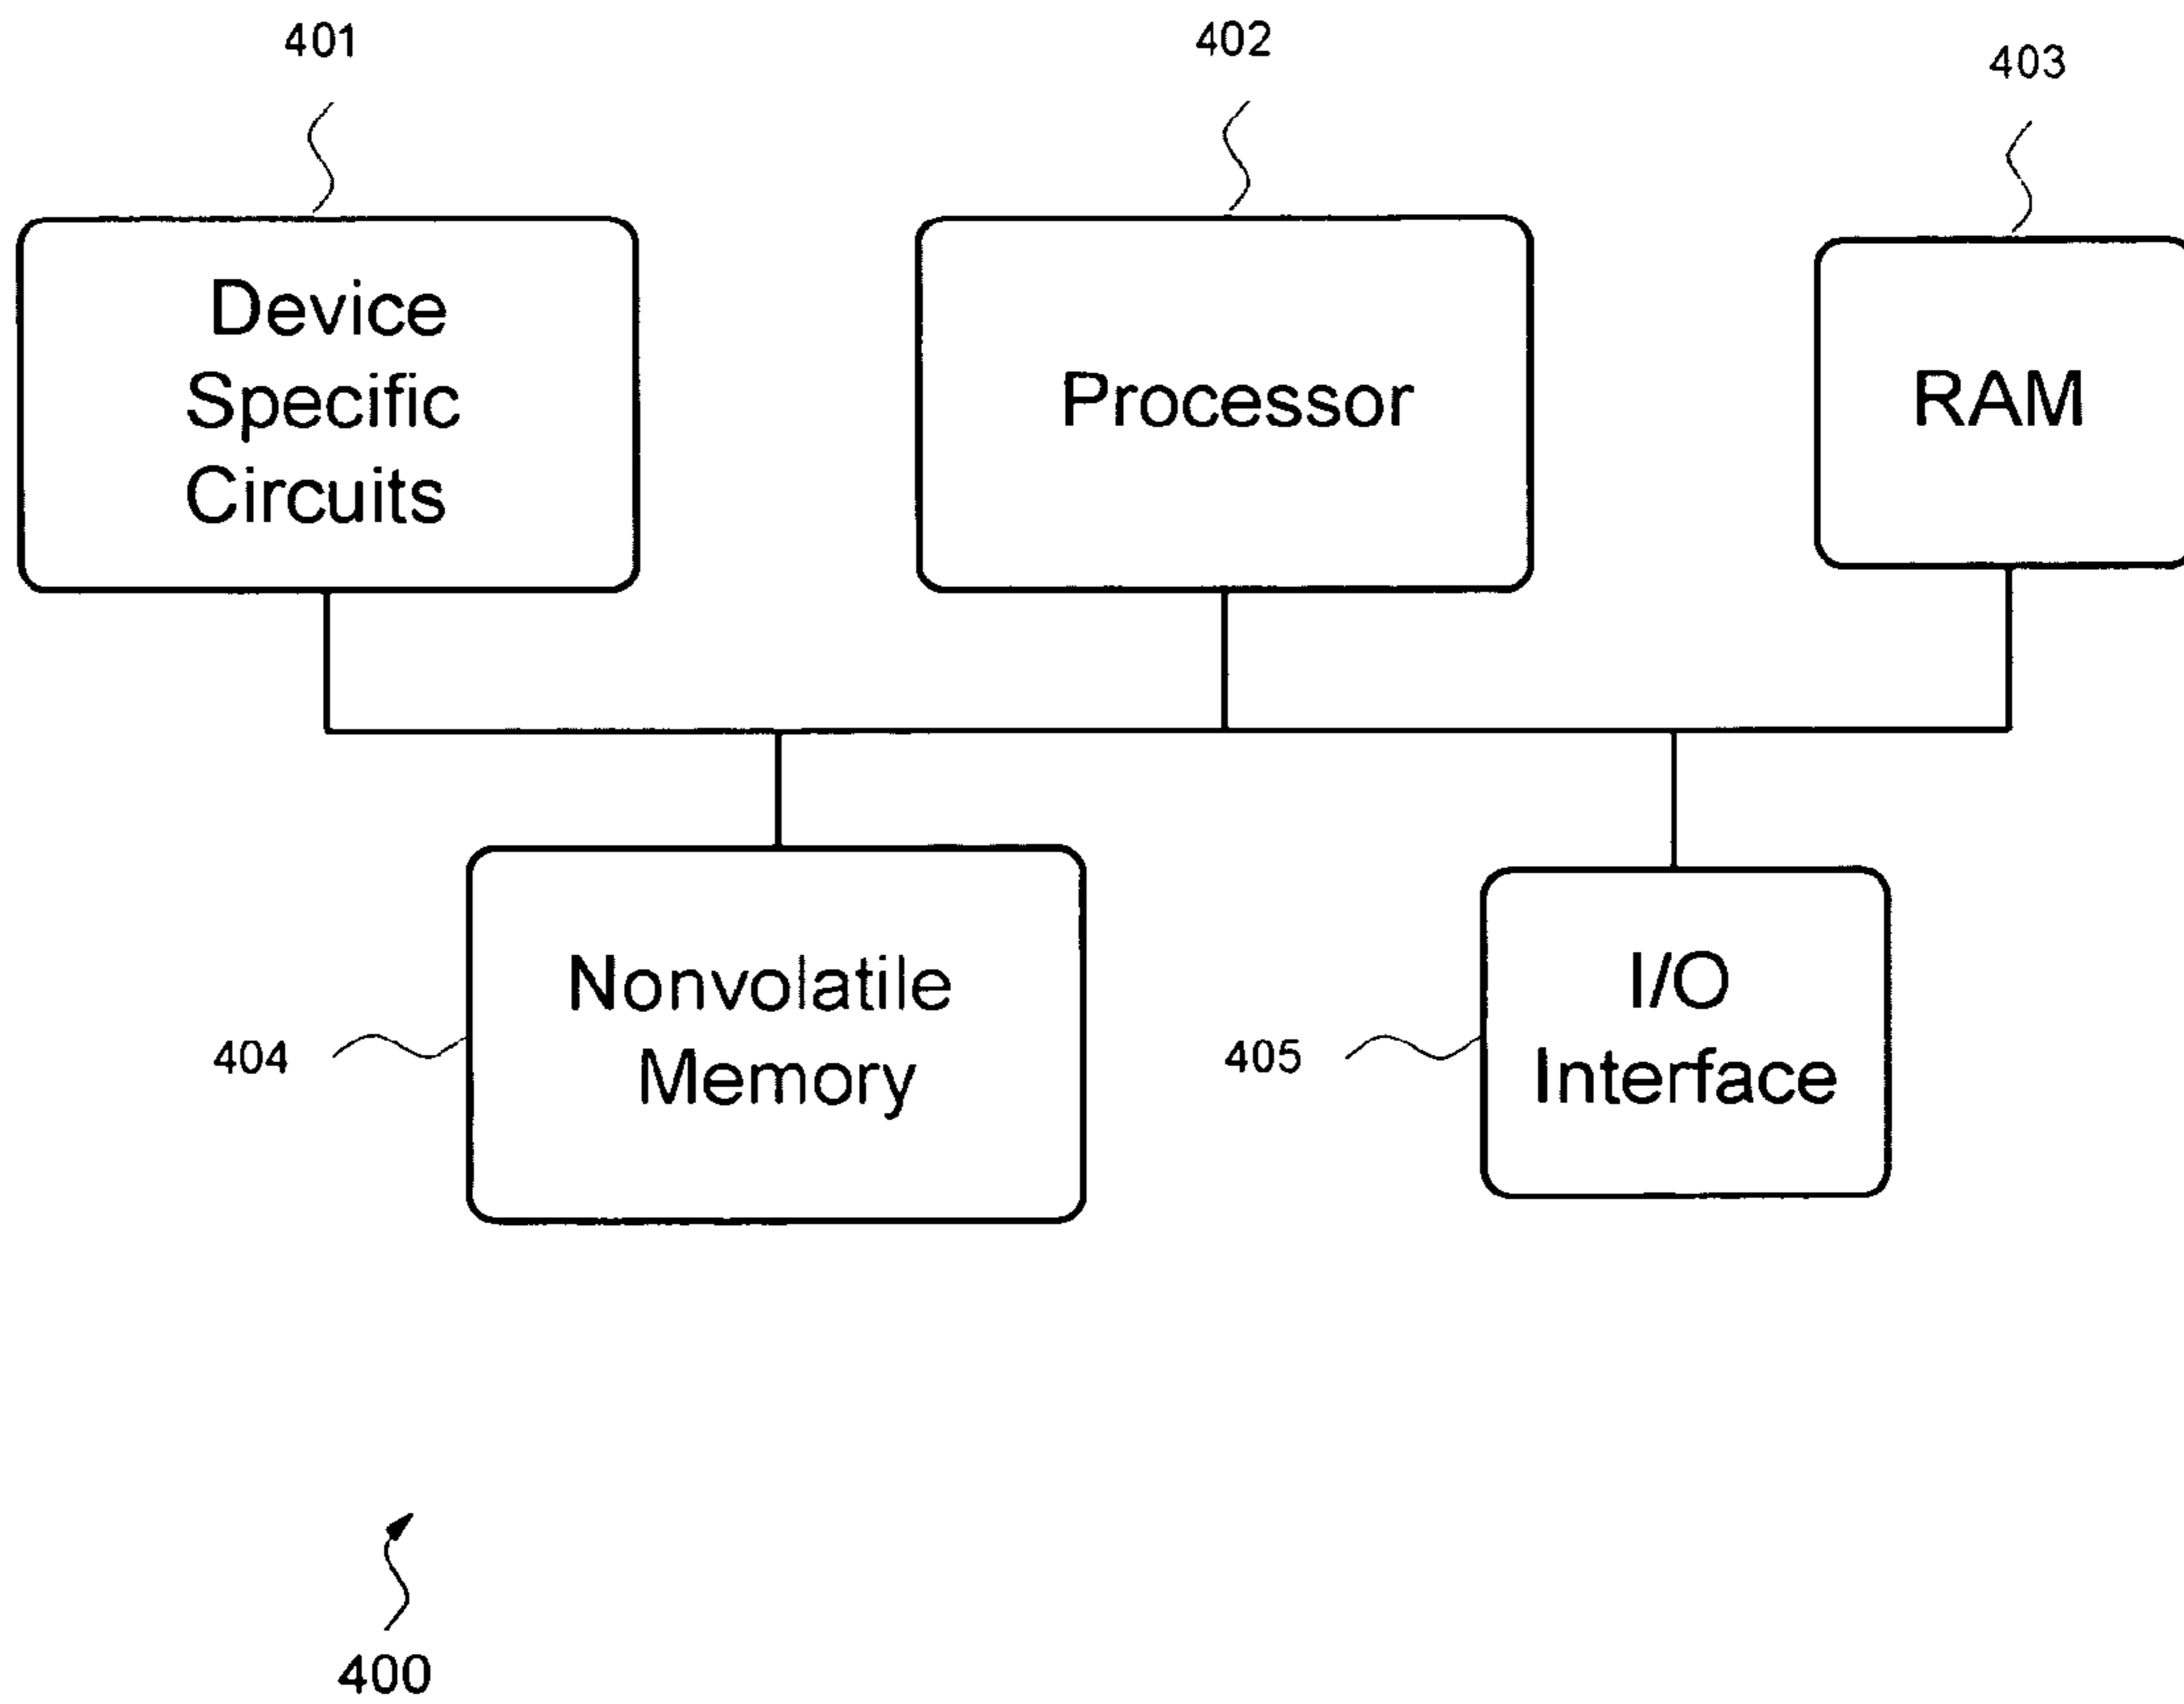 401
402
403
Device
Specific
Circuits
Processor
RAM
Nonvolatile
Memory
404
I/O
Interface
405
400